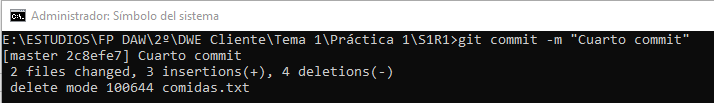 Administrador: Símbolo del sistema
E:\ESTUDIOS\FP DAW\2º\DWE Cliente\Tema 1\Práctica 1\S1R1>git commit -m "Cuarto commit"
[master 2c8efe7] Cuarto commit
 2 files changed, 3 insertions(+), 4 deletions(-)
 delete mode 100644 comidas.txt